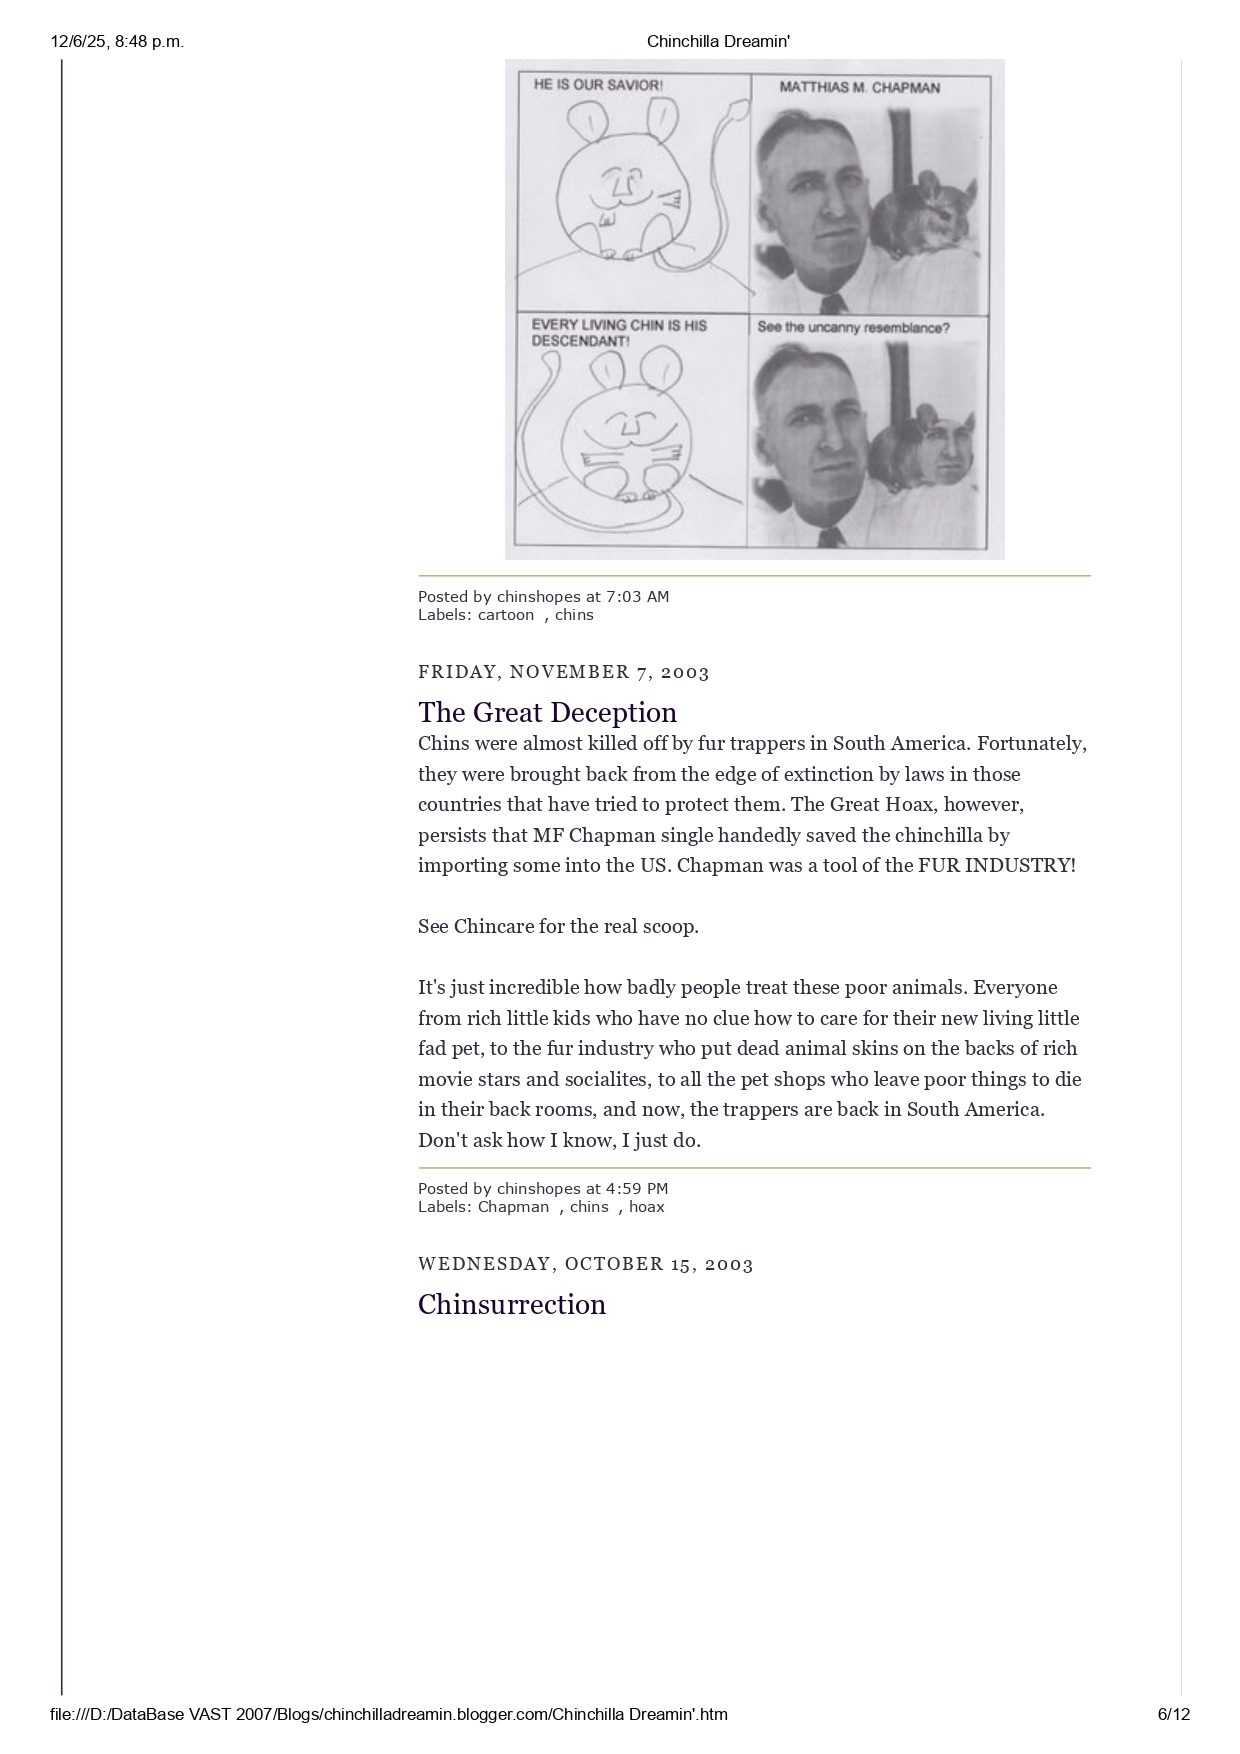 12/6/25, 8:48 p.m.
Chinchilla Dreamin'
HE IS OUR SAVIOR!
MATTHIAS M. CHAPMAN
EVERY LIVING CHIN IS HIS
DESCENDANT!
See the uncanny resemblance?
Posted by chinshopes at 7:03 AM
Labels: cartoon , chins
FRIDAY, NOVEMBER 7, 2003
The Great Deception
Chins were almost killed off by fur trappers in South America. Fortunately,
they were brought back from the edge of extinction by laws in those
countries that have tried to protect them. The Great Hoax, however,
persists that MF Chapman single handedly saved the chinchilla by
importing some into the US. Chapman was a tool of the FUR INDUSTRY!
See Chincare for the real scoop.
It's just incredible how badly people treat these poor animals. Everyone
from rich little kids who have no clue how to care for their new living little
fad pet, to the fur industry who put dead animal skins on the backs of rich
movie stars and socialites, to all the pet shops who leave poor things to die
in their back rooms, and now, the trappers are back in South America.
Don't ask how I know, I just do.
Posted by chinshopes at 4:59 PM
Labels: Chapman , chins , hoax
WEDNESDAY, OCTOBER 15, 2003
Chinsurrection
file:///D:/DataBase VAST 2007/Blogs/chinchilladreamin.blogger.com/Chinchilla Dreamin'.htm
6/12